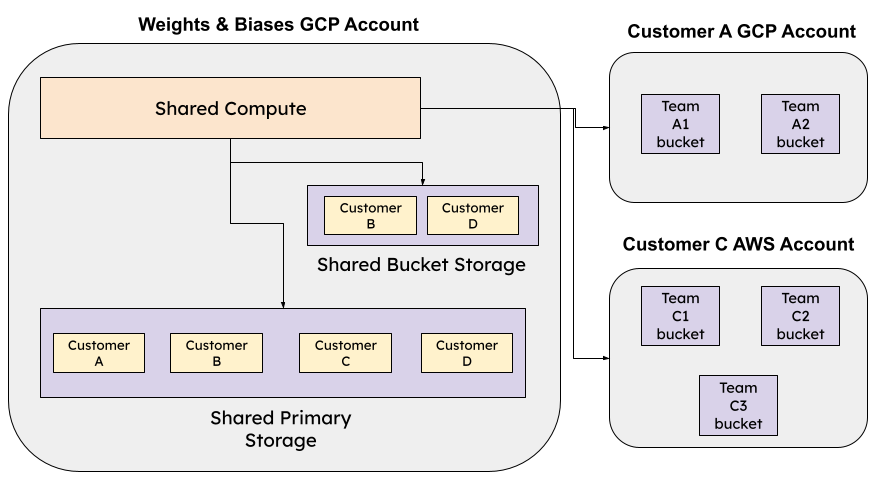 Weights & Biases GCP Account
Shared Compute
Customer
B
Customer
D
Shared Bucket Storage
Customer
A
Customer
B
Customer
C
Customer
D
Shared Primary
Storage
Customer A GCP Account
Team
A1
bucket
Team
A2
bucket
Customer C AWS Account
Team
C1
bucket
Team
C2
bucket
Team
C3
bucket